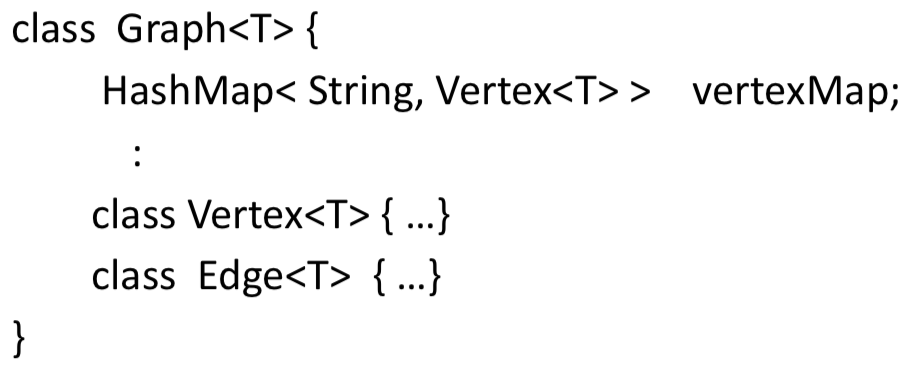 class Graph<T> {
HashMap< String, Vertex<T> > vertexMap;
:
class Vertex<T> { ...}
class Edge<T> { ...}
}